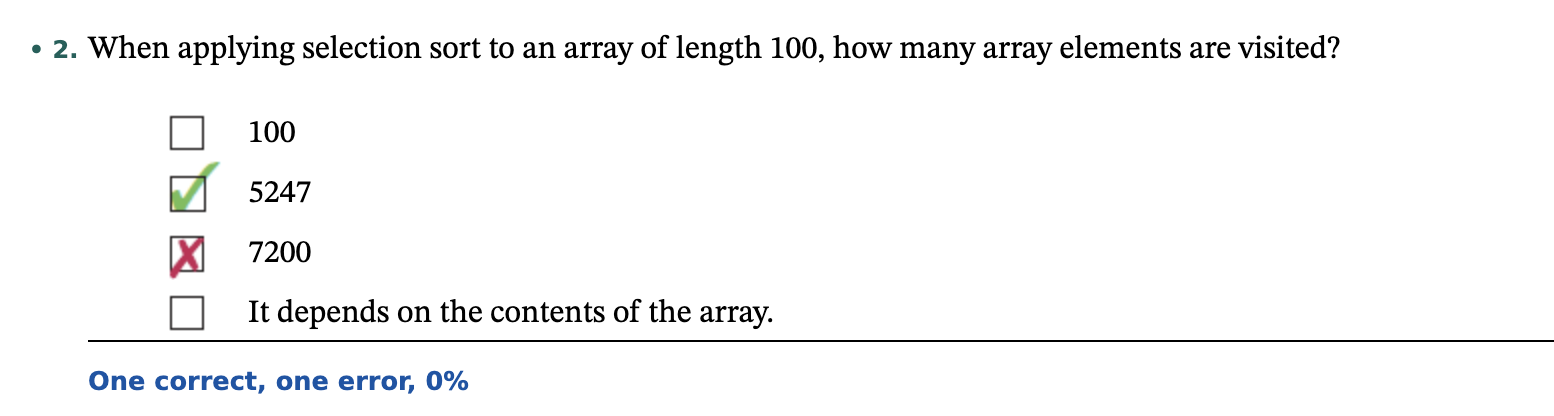 • 2. When applying selection sort to an array of length 100, how many array elements are visited?
100
5247
7200
It depends on the contents of the array.
One correct, one error, 0%